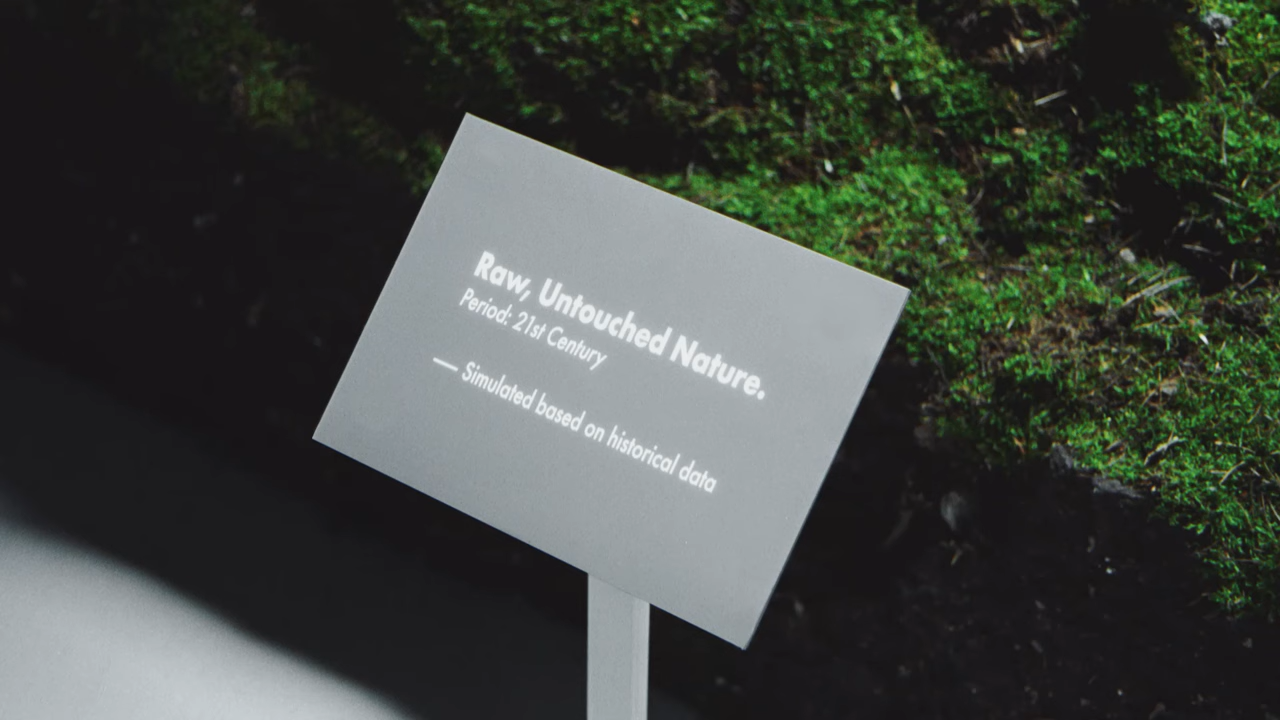 Raw, Untouched Nature.
Period: 21st Century
— Simulated based on historical data